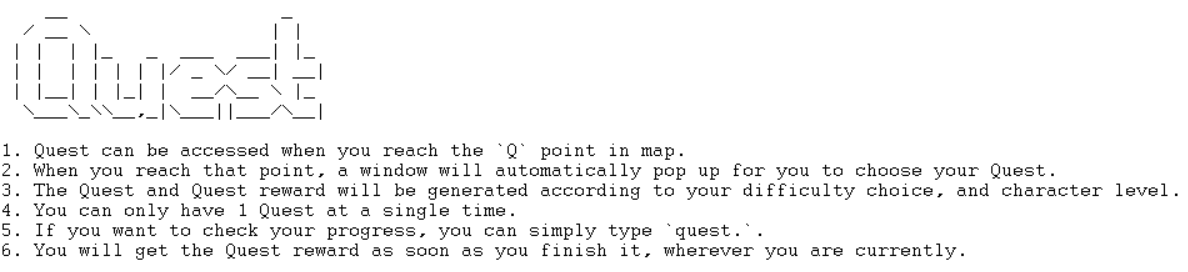 Quest
1. Quest can be accessed when you reach the `Q` point in map.
2. When you reach that point, a window will automatically pop up for you to choose your Quest.
3. The Quest and Quest reward will be generated according to your difficulty choice, and character level.
4. You can only have 1 Quest at a single time.
5. If you want to check your progress, you can simply type `quest.`.
6. You will get the Quest reward as soon as you finish it, wherever you are currently.